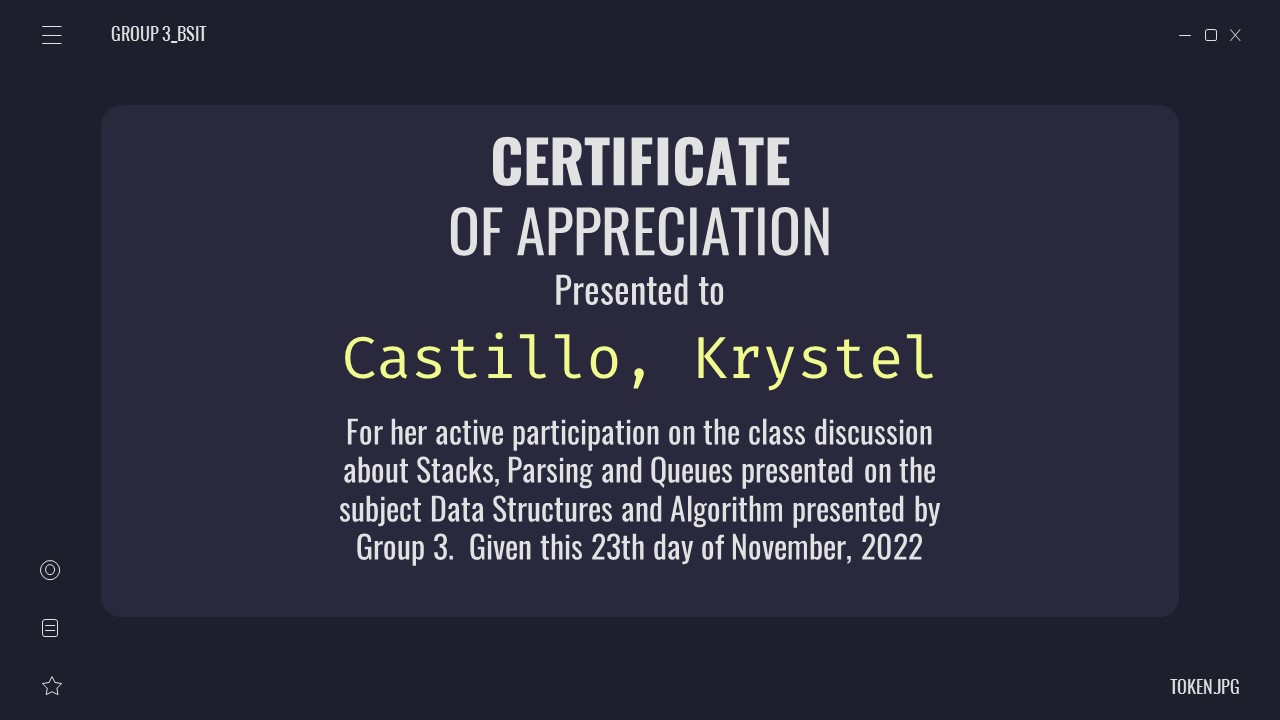 GROUP 3_BSIT
CERTIFICATE
OF APPRECIATION
Presented to
Castillo, Krystel
For her active participation on the class discussion
about Stacks, Parsing and Queues presented on the
subject Data Structures and Algorithm presented by
Group 3.  Given this 23th day of November, 2022
TOKEN.JPG